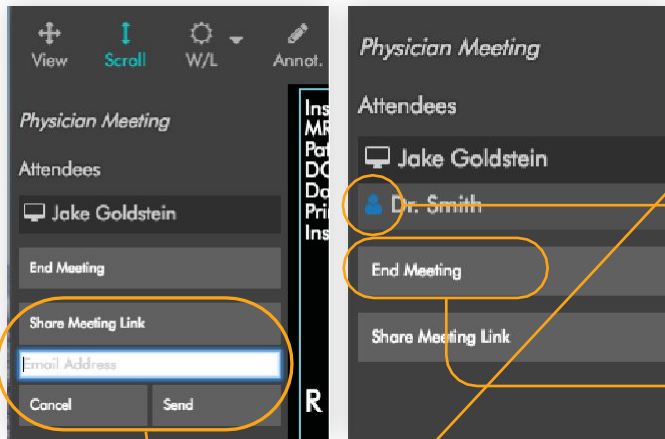 View Scroll W/L Annot.
Physician Meeting
Attendees
Jake Goldstein
End Meeting
Share Meeting Link
Email Address
Cancel Send
Ins
MR
Pat
DO
Da
Pri
Ins
R
Physician Meeting
Attendees
Jake Goldstein
Dr. Smith
End Meeting
Share Meeting Link